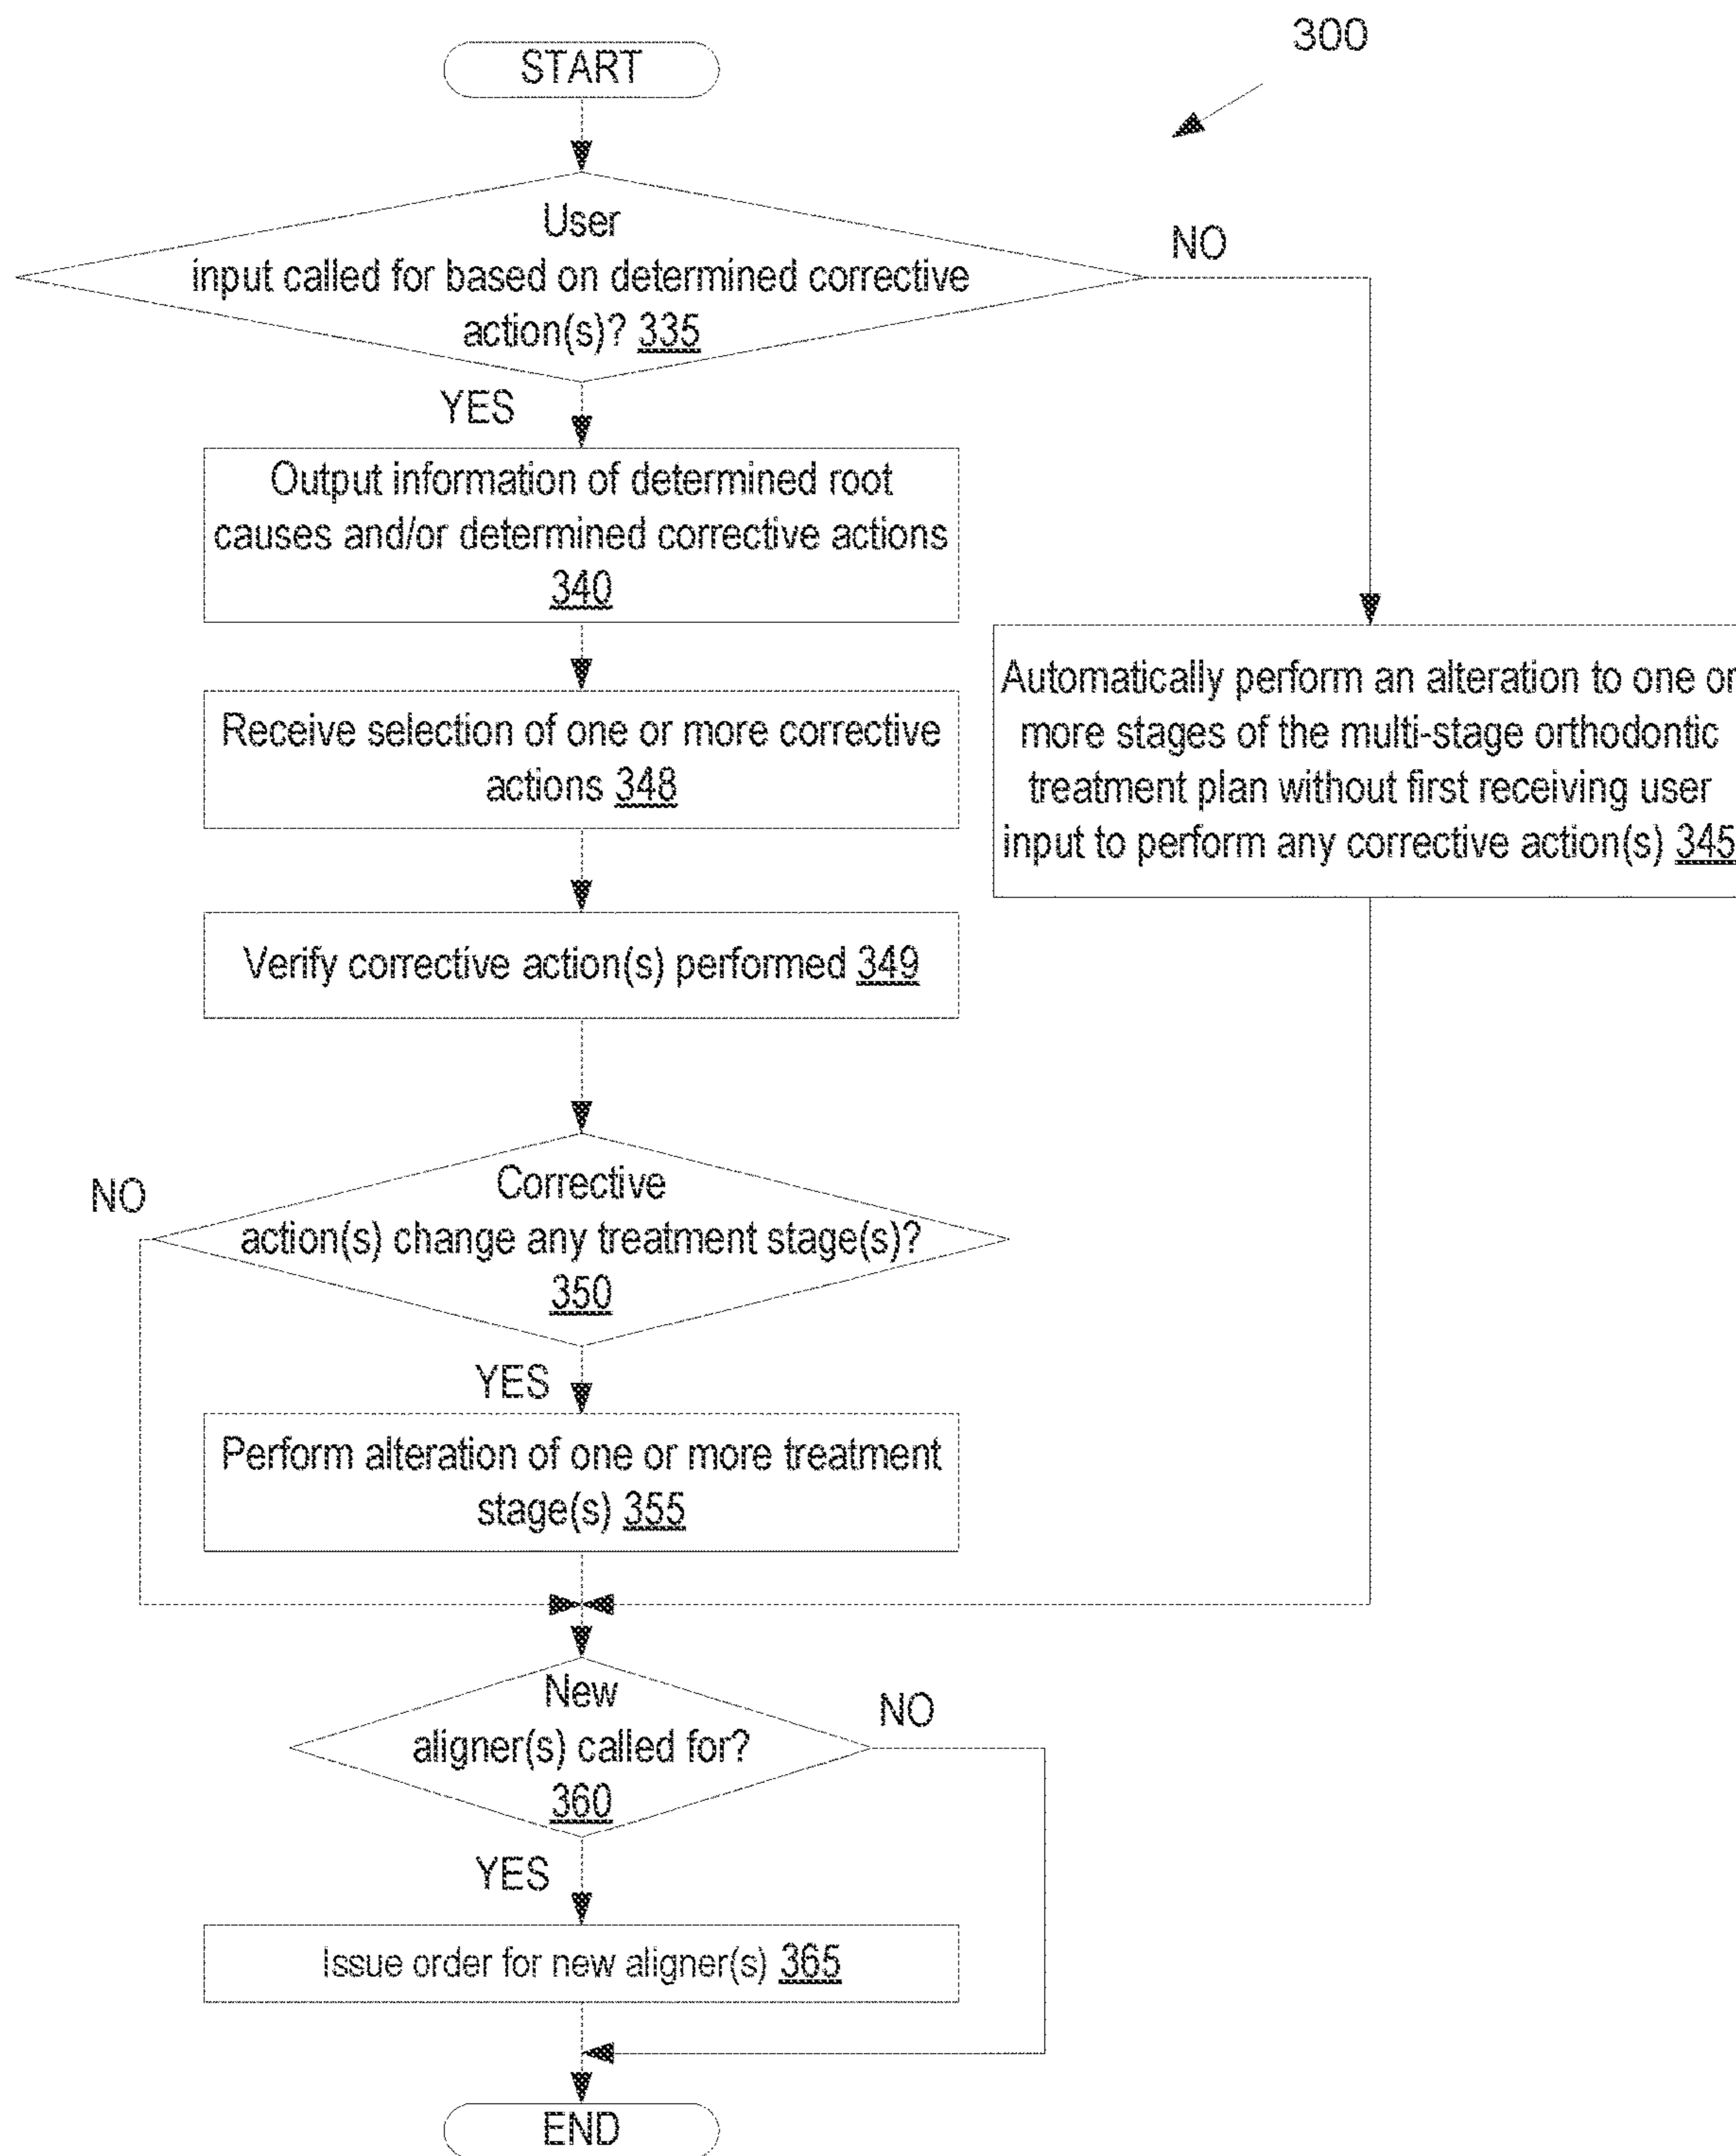 300
START
User
input called for based on determined corrective
action(s)? 335
NO
YES
Output information of determined root
causes and/or determined corrective actions
340
Automatically perform an alteration to one or
more stages of the multi-stage orthodontic
treatment plan without first receiving user
input to perform any corrective action(s) 345
Receive selection of one or more corrective
actions 348
Verify corrective action(s) performed 349
Corrective
action(s) change any treatment stage(s)?
350
NO
YES
Perform alteration of one or more treatment
stage(s) 355
New
aligner(s) called for?
360
NO
YES
Issue order for new aligner(s) 365
END